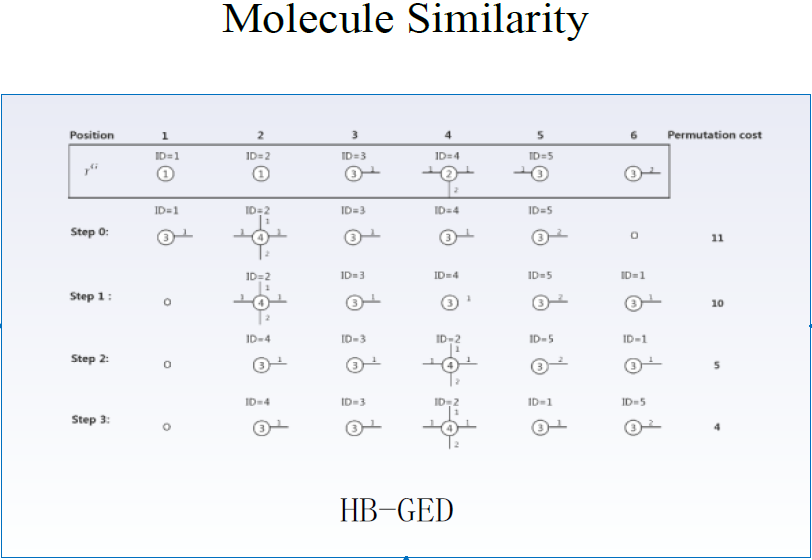 Molecule Similarity
Position 1 2 3 4 5 6 Permutation cost
ID=1 ID=2 ID=3 ID=4 ID=5
1 1 3 1 1 2 1 2 1 3 3 2
ID=1 ID=2 ID=3 ID=4 ID=5
Step 0: 3 1 1 1 4 1 2 3 1 3 1 3 2 11
ID=2 ID=3 ID=4 ID=5 ID=1
Step 1 : 1 1 4 1 2 3 1 3 1 3 2 3 1 10
ID=4 ID=3 ID=2 ID=5 ID=1
Step 2: 3 1 3 1 1 1 4 1 2 3 2 3 1 5
ID=4 ID=3 ID=2 ID=1 ID=5
Step 3: 3 1 3 1 1 1 4 1 2 3 1 3 2 4
HB-GED